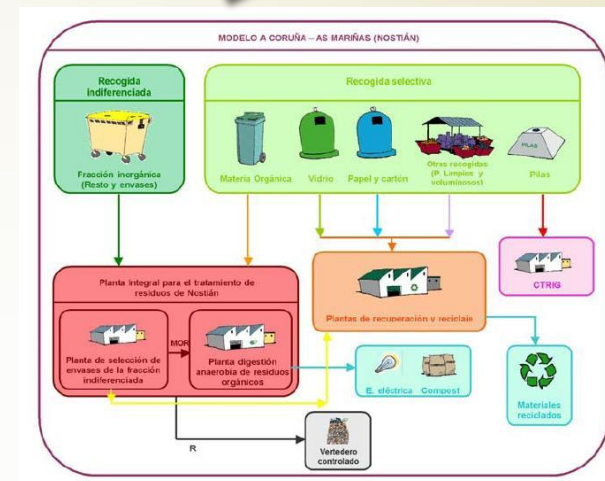 MODELO A CORUÑA – AS MARIÑAS (NOSTIÁN)
Recogida
indiferenciada
Fracción inorgánica
(Resto y envases)
Recogida selectiva
Materia Orgánica
Vidrio
Papel y cartón
Otras recogidas
(P. Limpios y
voluminosos)
PILAS
Pilas
Planta integral para el tratamiento de
residuos de Nostián
Planta de selección de
envases de la fracción
indiferenciada
MOR
Planta digestión
anaerobia de residuos
orgánicos
Plantas de recuperación y reciclaje
CTRIG
E. eléctrica
Compost
Materiales
reciclados
R
Vertedero
controlado